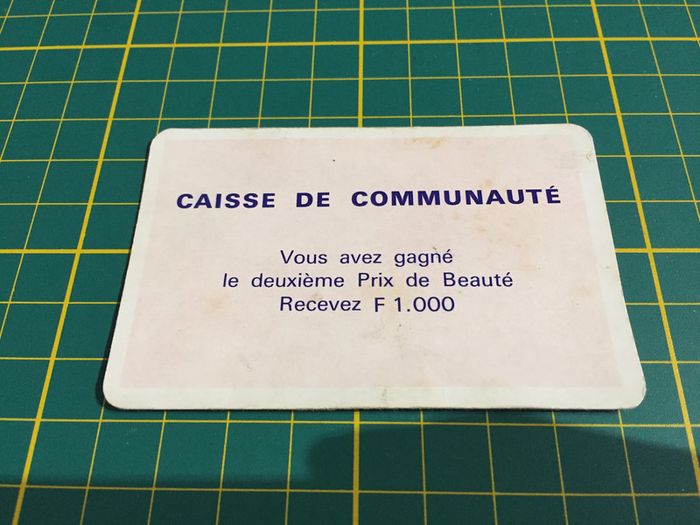 CAISSE DE COMMUNAUTÉ
Vous avez gagné
le deuxième Prix de Beauté
Recevez F 1.000